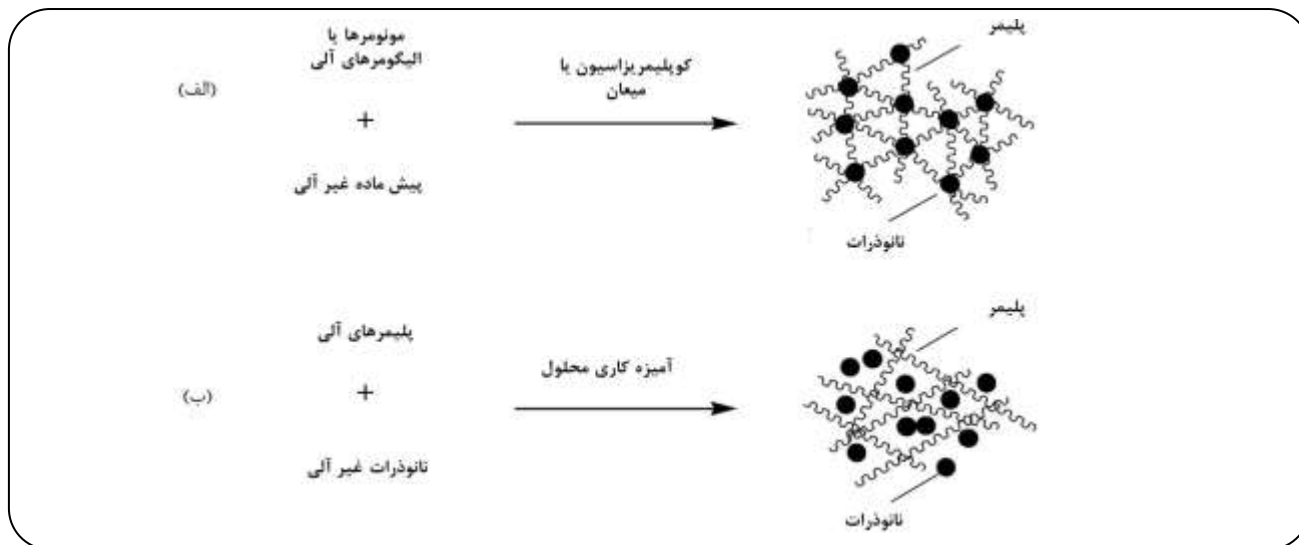 (الف)
مونومرها یا
الیگومرهای آلی
+
پیش ماده غیر آلی
کوپلیمریزاسیون یا
میعان
پلیمر
نانوذرات
(ب)
پلیمرهای آلی
+
نانوذرات غیر آلی
آمیزه کاری محلول
پلیمر
نانوذرات